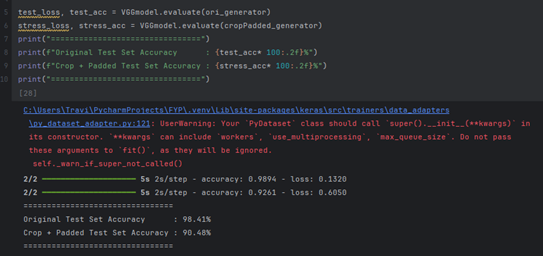 5 test_loss, test_acc = VGGmodel.evaluate(ori_generator)
6 stress_loss, stress_acc = VGGmodel.evaluate(cropPadded_generator)
7 print("================================")
8 print(f"Original Test Set Accuracy : {test_acc* 100:.2f}%")
9 print(f"Crop + Padded Test Set Accuracy : {stress_acc* 100:.2f}%")
10 print("================================")
[28]
C:\Users\Travi\PycharmProjects\FYP\.venv\Lib\site-packages\keras\src\trainers\data_adapters
\py_dataset_adapter.py:121: UserWarning: Your `PyDataset` class should call `super().__init__(**kwargs)` in
its constructor. `**kwargs` can include `workers`, `use_multiprocessing`, `max_queue_size`. Do not pass
these arguments to `fit()`, as they will be ignored.
self._warn_if_super_not_called()
2/2 ━━━━━━━━━━━━━━━━━━━━ 5s 2s/step - accuracy: 0.9894 - loss: 0.1320
2/2 ━━━━━━━━━━━━━━━━━━━━ 5s 2s/step - accuracy: 0.9261 - loss: 0.6050
================================
Original Test Set Accuracy : 98.41%
Crop + Padded Test Set Accuracy : 90.48%
================================